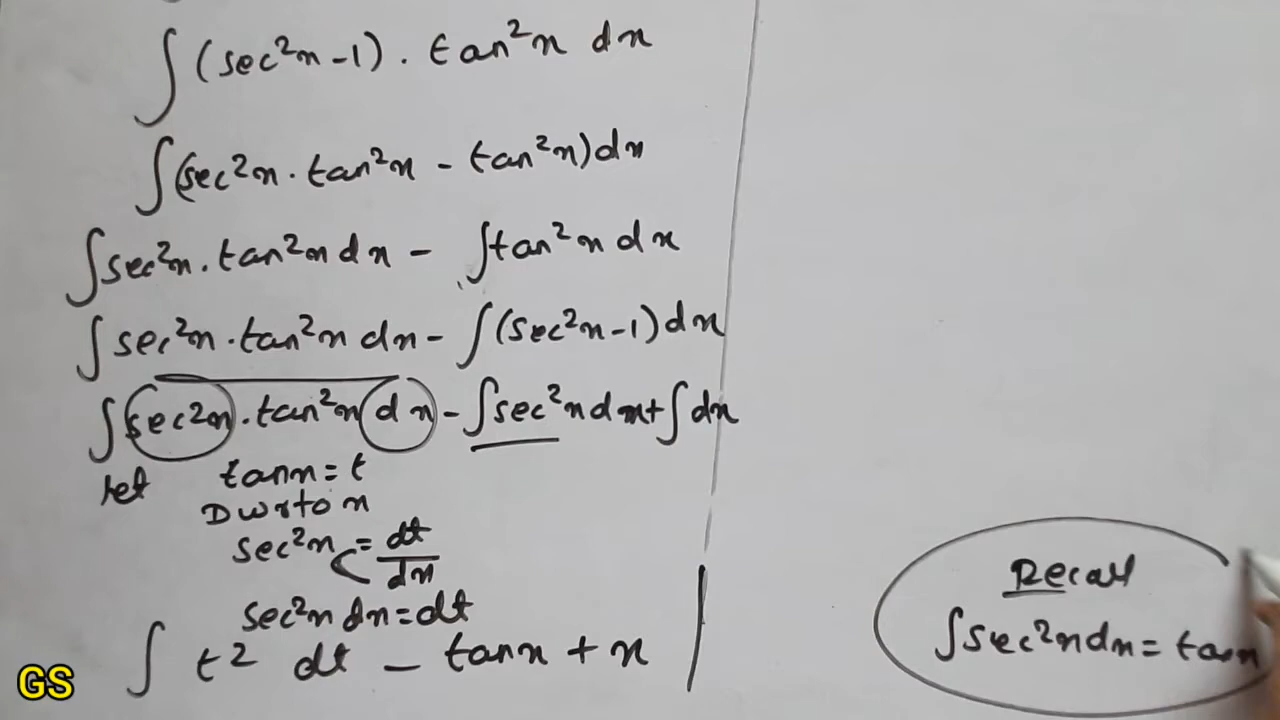 ∫(sec²x-1). tan²x dx
∫(sec²x. tan²x - tan²x)dx
∫sec²x. tan²x dx - ∫tan²x dx
∫sec²x. tan²x dx - ∫(sec²x-1)dx
∫sec²x. tan²x dx - ∫sec²x dx + ∫dx
let tanx = t
D w r to x
sec²x = dt/dx
sec²x dx = dt
∫ t² dt - tanx + x
Recall
∫sec²x dx = tanx
GS